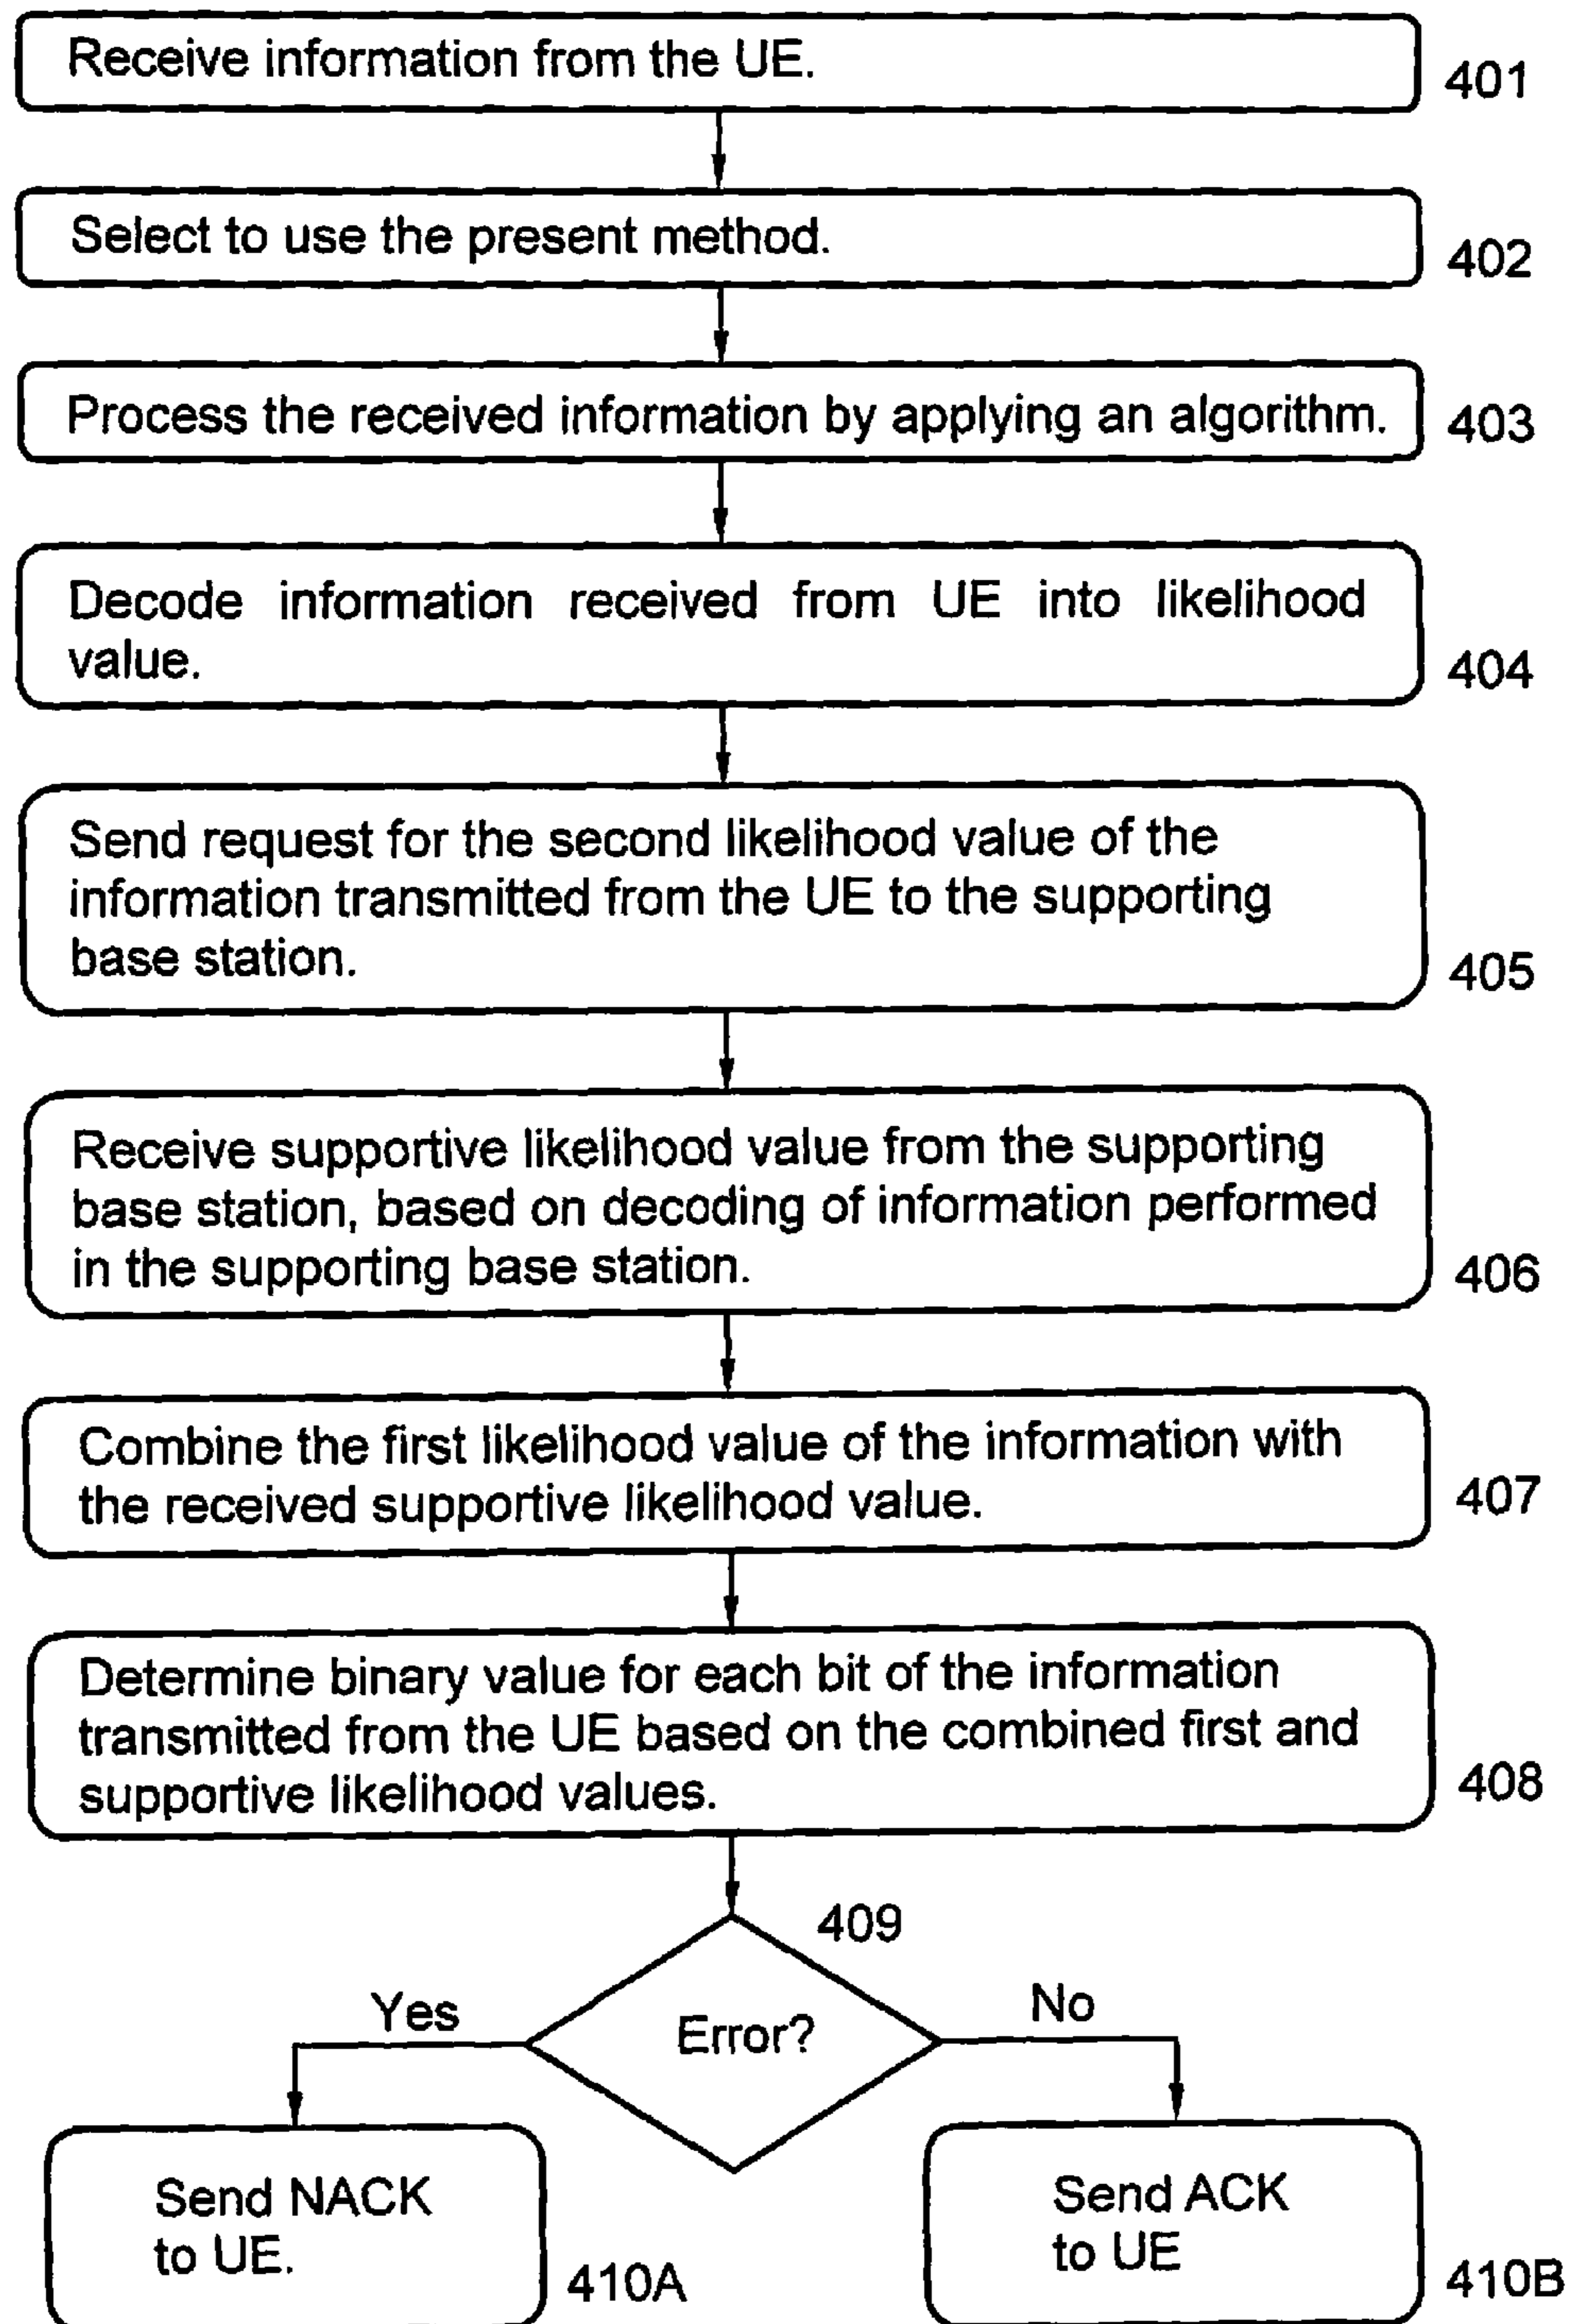 Receive information from the UE.
401
Select to use the present method.
402
Process the received information by applying an algorithm.
403
Decode information received from UE into likelihood
value.
404
Send request for the second likelihood value of the
information transmitted from the UE to the supporting
base station.
405
Receive supportive likelihood value from the supporting
base station, based on decoding of information performed
in the supporting base station.
406
Combine the first likelihood value of the information with
the received supportive likelihood value.
407
Determine binary value for each bit of the information
transmitted from the UE based on the combined first and
supportive likelihood values.
408
409
Yes
Error?
No
Send NACK
to UE.
410A
Send ACK
to UE
410B